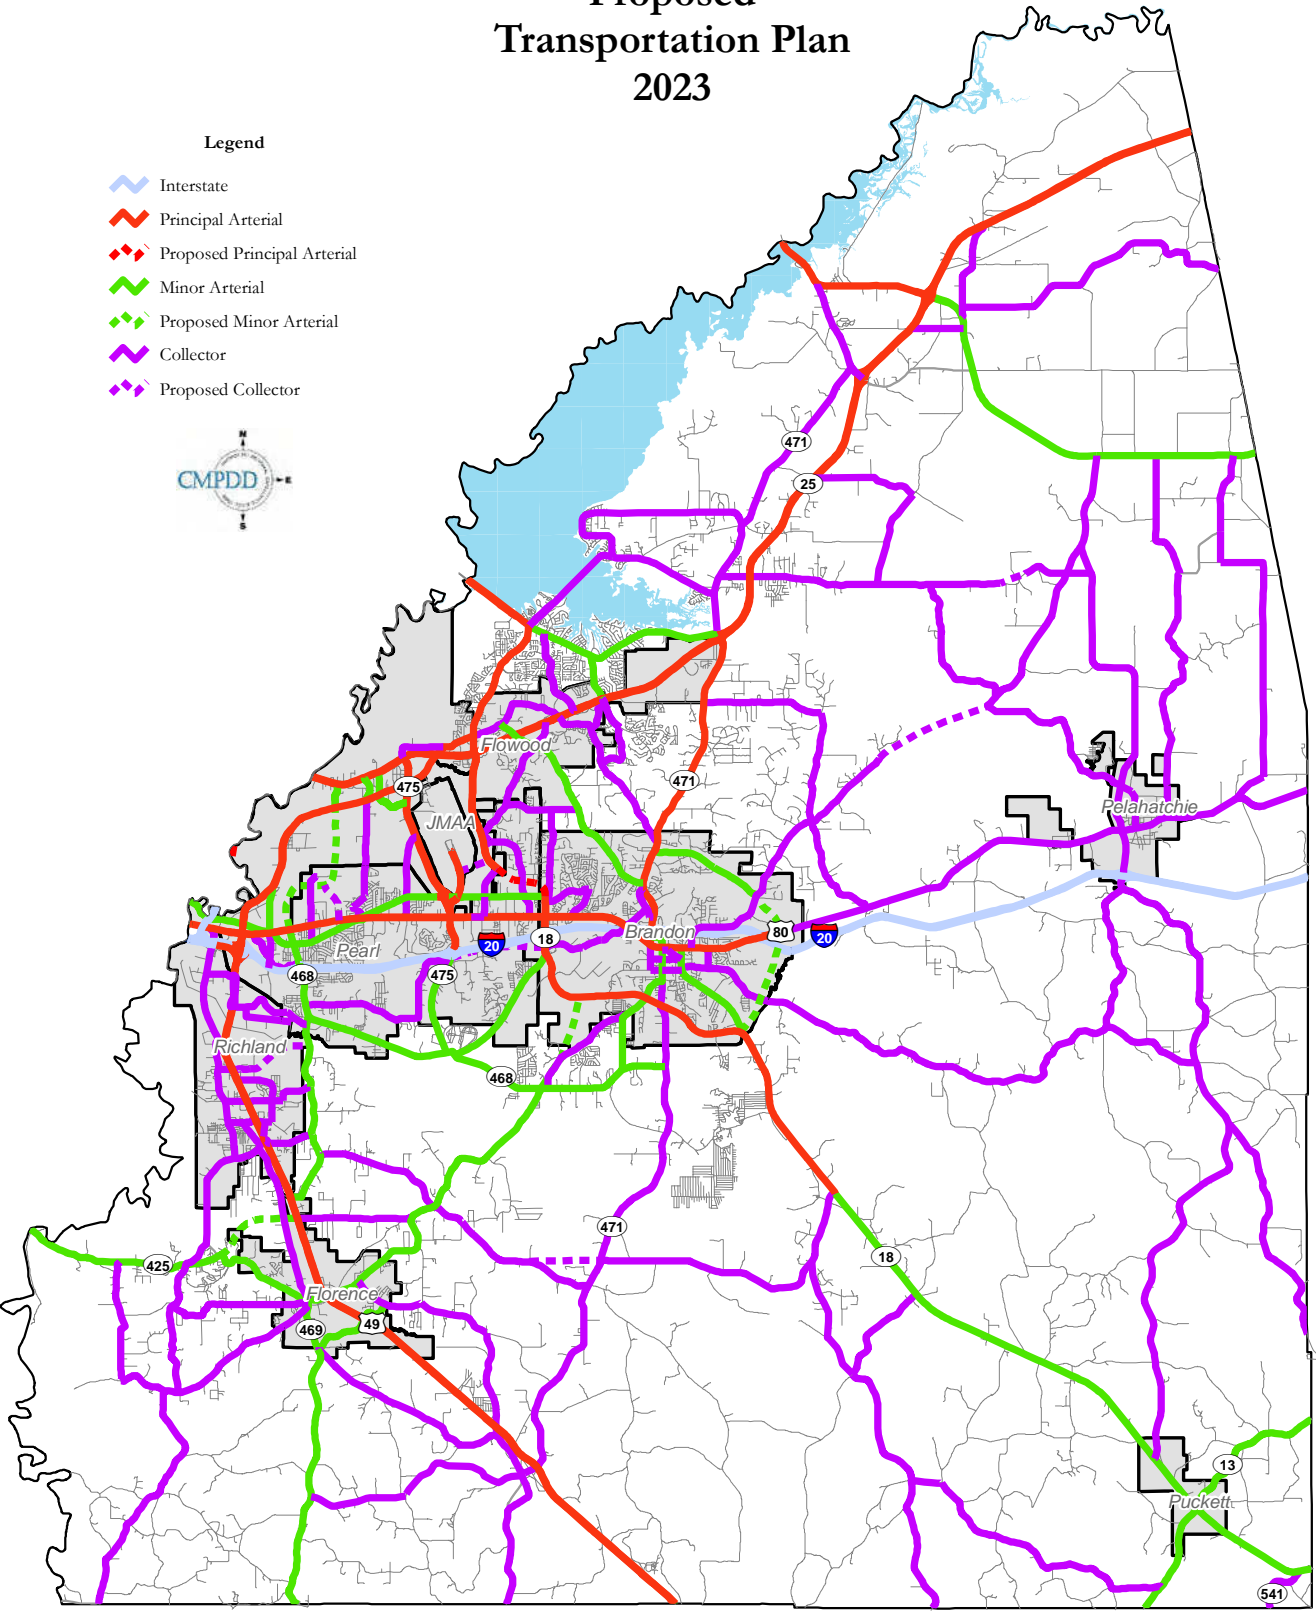 Proposed
Transportation Plan
2023
Legend
Interstate
Principal Arterial
Proposed Principal Arterial
Minor Arterial
Proposed Minor Arterial
Collector
Proposed Collector
N
CMPDD
E
S
471
25
Flowood
475
471
JMAA
Pelahatchie
Brandon
80
20
18
20
Pearl
468
475
Richland
468
471
18
425
Florence
469
49
13
Puckett
541